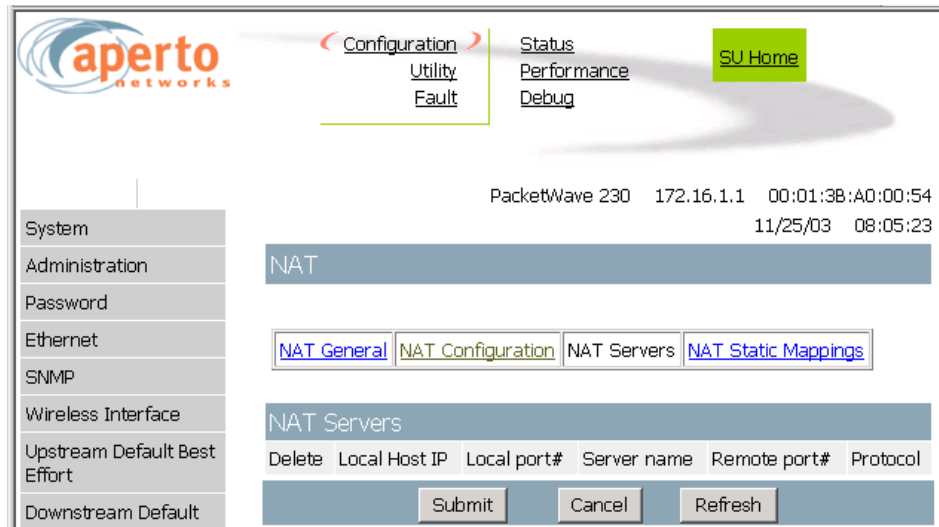 aperto
networks
Configuration
Utility
Fault
Status
Performance
Debug
SU Home
PacketWave 230 172.16.1.1 00:01:3B:A0:00:54
11/25/03 08:05:23
System
Administration
Password
Ethernet
SNMP
Wireless Interface
Upstream Default Best
Effort
Downstream Default
NAT
NAT General NAT Configuration NAT Servers NAT Static Mappings
NAT Servers
Delete Local Host IP Local port# Server name Remote port# Protocol
Submit Cancel Refresh